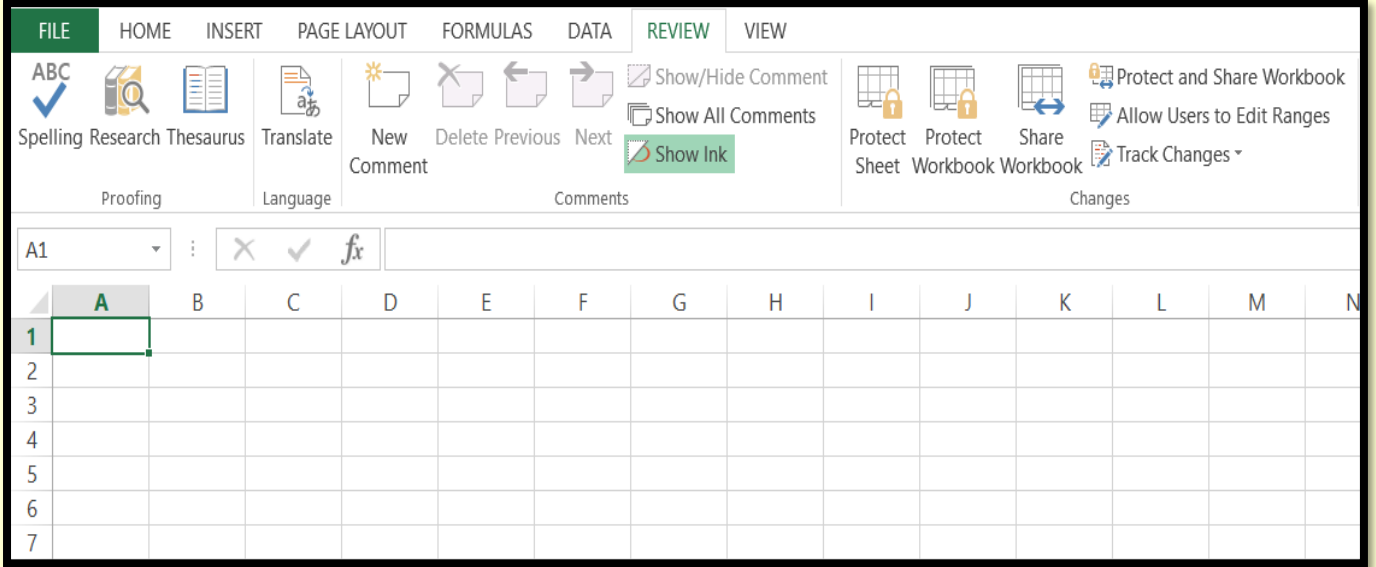 FILE HOME INSERT PAGE LAYOUT FORMULAS DATA REVIEW VIEW
ABC
Spelling Research Thesaurus
Proofing
aあ
Translate
Language
New
Comment
Delete Previous Next
Show/Hide Comment
Show All Comments
Show Ink
Comments
Protect
Sheet
Protect
Workbook
Share
Workbook
Protect and Share Workbook
Allow Users to Edit Ranges
Track Changes
Changes
A1 fx
A B C D E F G H I J K L M N
1
2
3
4
5
6
7